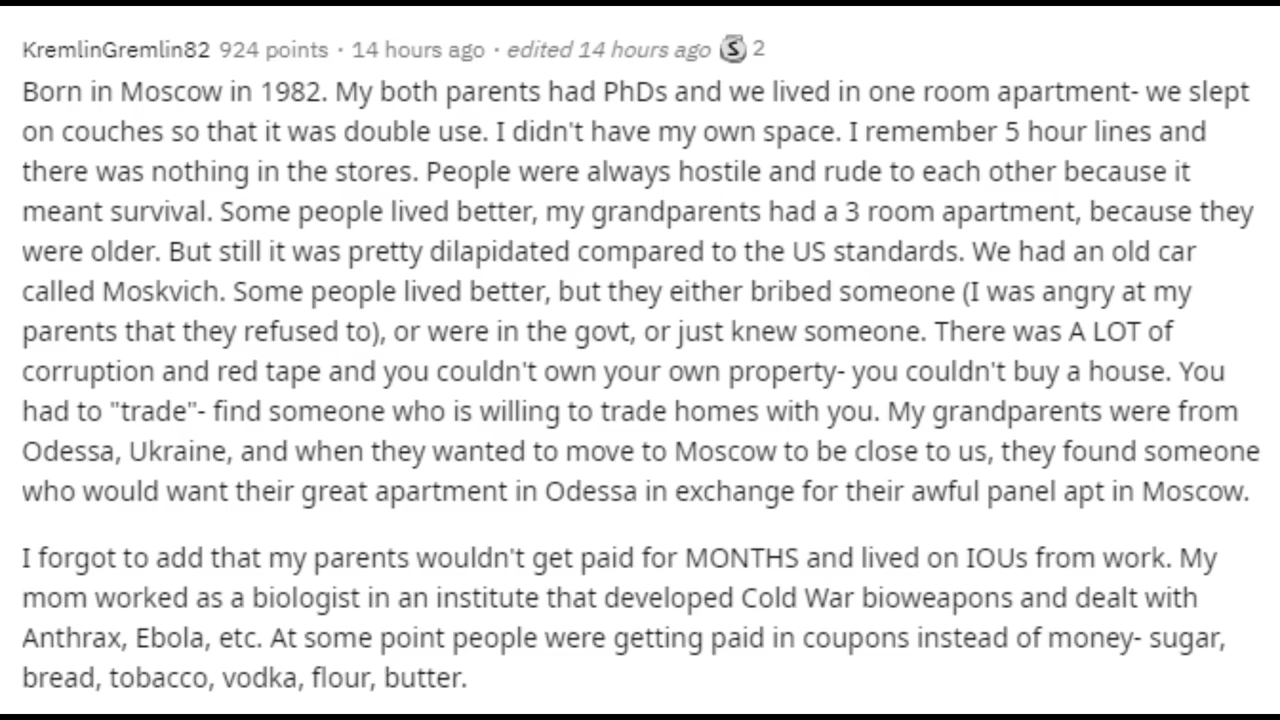 KremlinGremlin82 924 points · 14 hours ago · edited 14 hours ago S 2
Born in Moscow in 1982. My both parents had PhDs and we lived in one room apartment- we slept
on couches so that it was double use. I didn't have my own space. I remember 5 hour lines and
there was nothing in the stores. People were always hostile and rude to each other because it
meant survival. Some people lived better, my grandparents had a 3 room apartment, because they
were older. But still it was pretty dilapidated compared to the US standards. We had an old car
called Moskvich. Some people lived better, but they either bribed someone (I was angry at my
parents that they refused to), or were in the govt, or just knew someone. There was A LOT of
corruption and red tape and you couldn't own your own property- you couldn't buy a house. You
had to "trade"- find someone who is willing to trade homes with you. My grandparents were from
Odessa, Ukraine, and when they wanted to move to Moscow to be close to us, they found someone
who would want their great apartment in Odessa in exchange for their awful panel apt in Moscow.
I forgot to add that my parents wouldn't get paid for MONTHS and lived on IOUs from work. My
mom worked as a biologist in an institute that developed Cold War bioweapons and dealt with
Anthrax, Ebola, etc. At some point people were getting paid in coupons instead of money- sugar,
bread, tobacco, vodka, flour, butter.